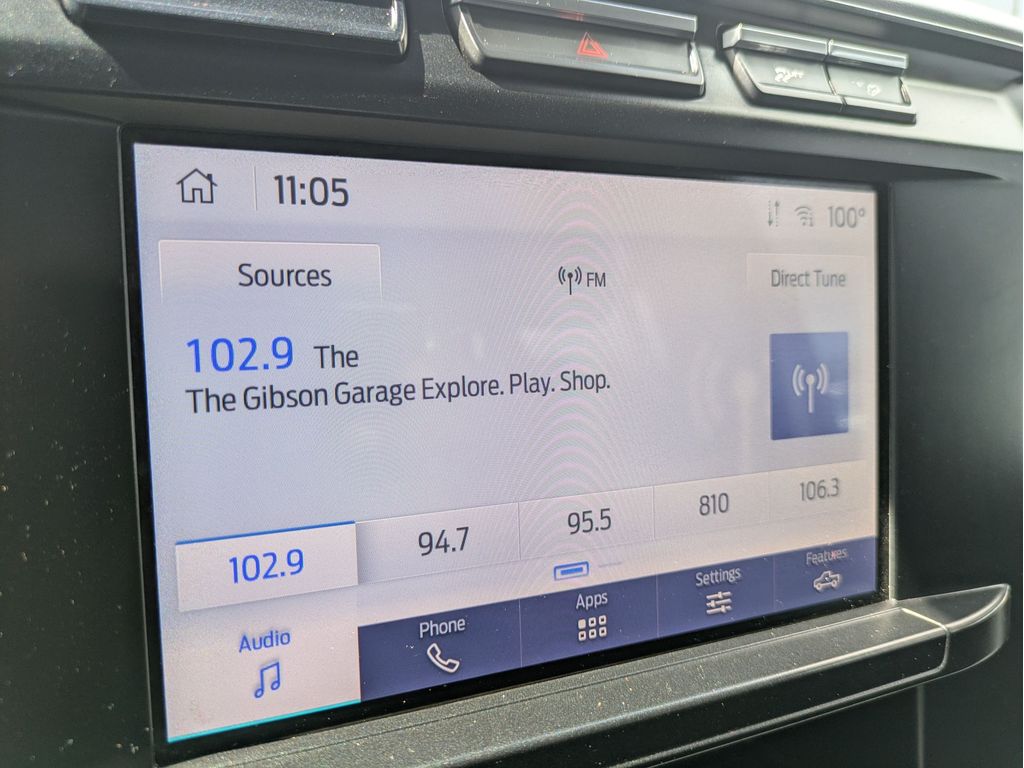 11:05
100°
Sources
FM
Direct Tune
102.9 The
The Gibson Garage Explore. Play. Shop.
102.9
94.7
95.5
810
106.3
Audio
Phone
Apps
Settings
Features